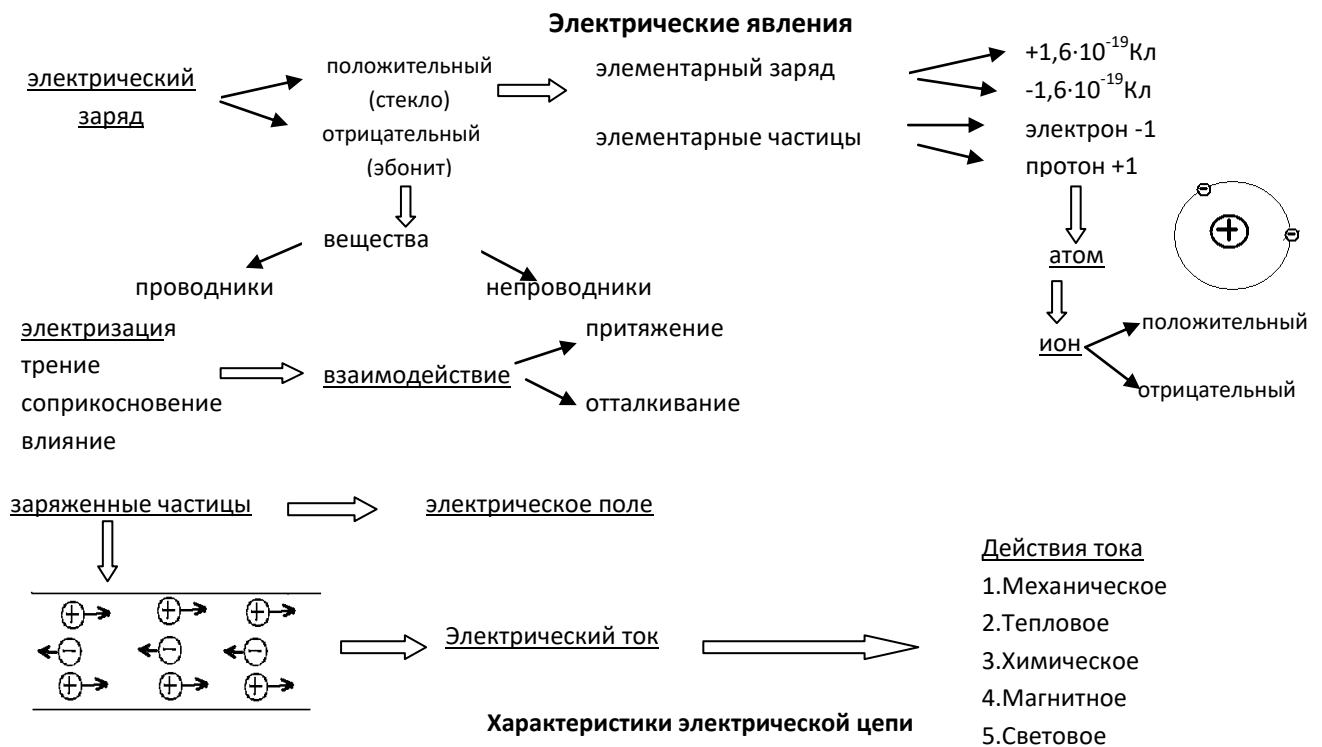 Электрические явления
электрический
заряд
положительный
(стекло)
отрицательный
(эбонит)
элементарный заряд
элементарные частицы
+1,6·10⁻¹⁹Кл
-1,6·10⁻¹⁹Кл
электрон -1
протон +1
вещества
проводники
непроводники
атом
ион
положительный
отрицательный
электризация
трение
соприкосновение
влияние
взаимодействие
притяжение
отталкивание
заряженные частицы
электрическое поле
Электрический ток
Действия тока
1.Механическое
2.Тепловое
3.Химическое
4.Магнитное
5.Световое
Характеристики электрической цепи